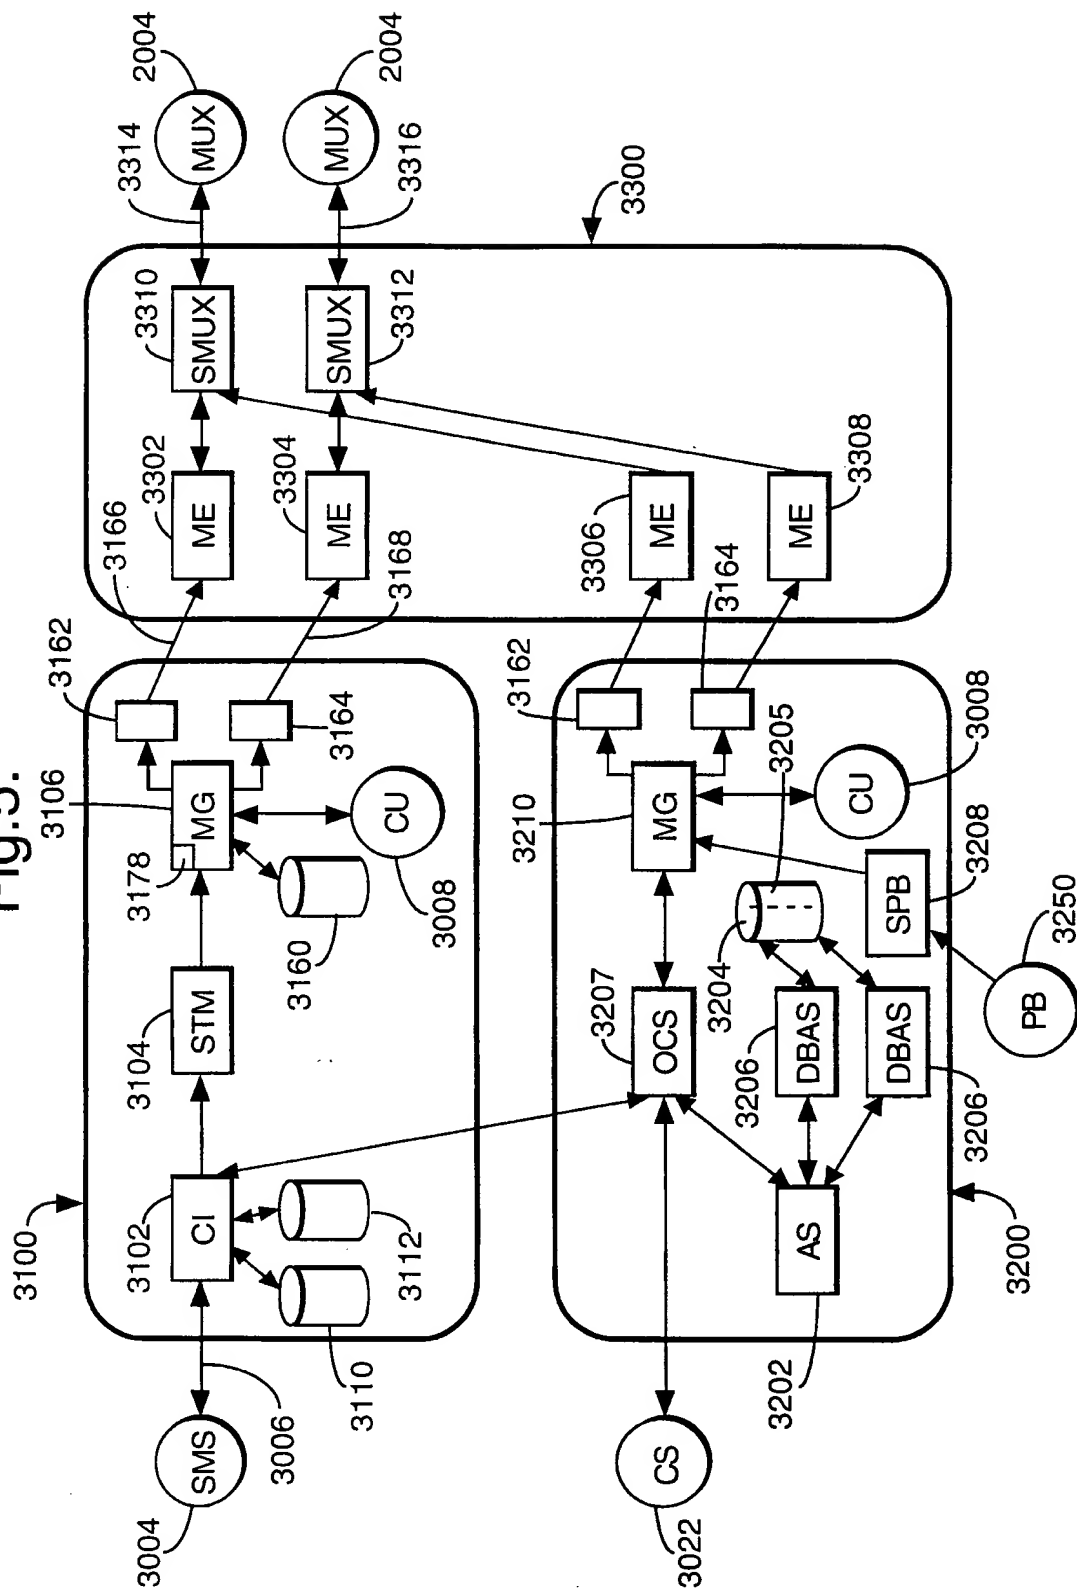 Fig.5.
3100
3106
3162
3166
3004
3102
3104
3178
3302
3310
3314
2004
SMS
CI
STM
MG
ME
SMUX
MUX
3006
3110
3112
3160
3008
CU
3164
3168
3304
ME
SMUX
3312
3316
2004
MUX
3022
CS
3207
OCS
3210
MG
3162
3306
ME
3300
3204
3205
3164
3202
AS
3206
DBAS
3308
ME
CU
3008
3206
DBAS
SPB
3208
3200
PB
3250